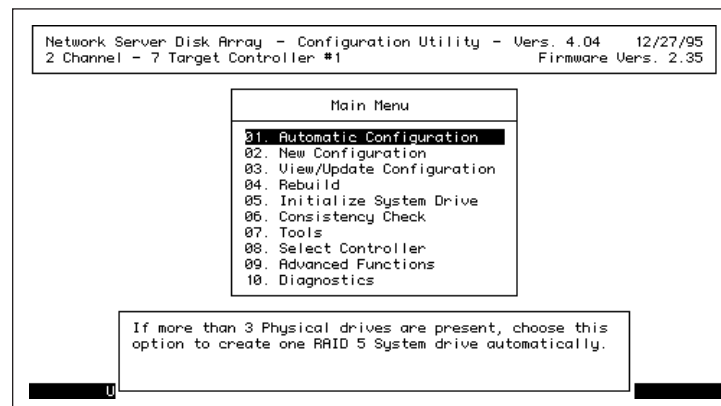 Network Server Disk Array - Configuration Utility - Vers. 4.04 12/27/95
2 Channel - 7 Target Controller #1 Firmware Vers. 2.35
Main Menu
01. Automatic Configuration
02. New Configuration
03. View/Update Configuration
04. Rebuild
05. Initialize System Drive
06. Consistency Check
07. Tools
08. Select Controller
09. Advanced Functions
10. Diagnostics
If more than 3 Physical drives are present, choose this
option to create one RAID 5 System drive automatically.
U